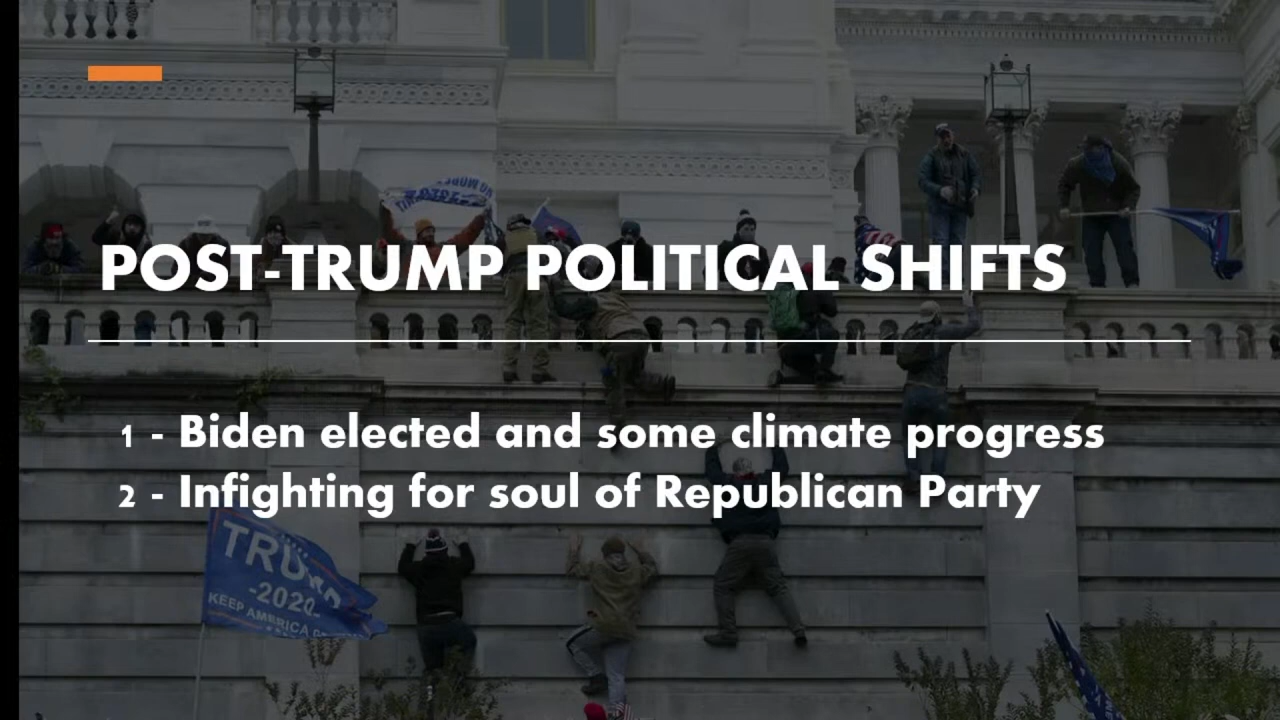 POST-TRUMP POLITICAL SHIFTS
1 - Biden elected and some climate progress
2 - Infighting for soul of Republican Party
TRUMP
-2020-
KEEP AMERICA